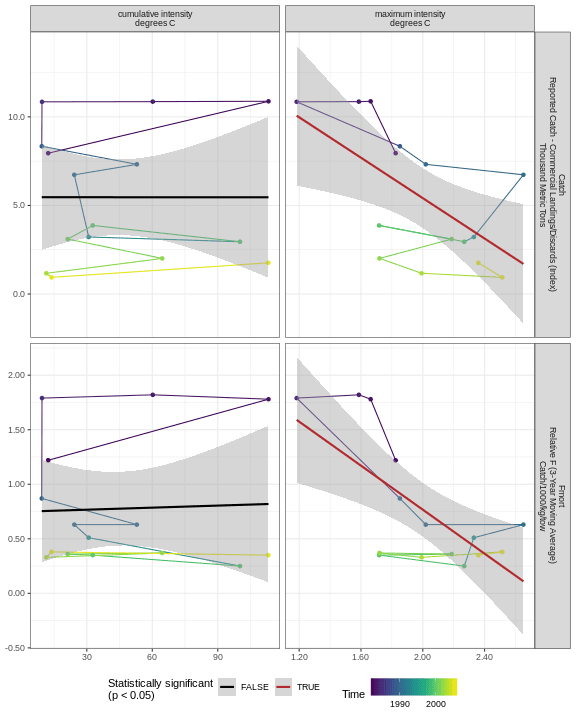 cumulative intensity
degrees C
maximum intensity
degrees C
10.0
5.0
0.0
Catch
Reported Catch - Commercial Landings/Discards (Index)
Thousand Metric Tons
2.00
1.50
1.00
0.50
0.00
-0.50
Fmort
Relative F (3-Year Moving Average)
Catch/1000/kg/tow
30
60
90
1.20
1.60
2.00
2.40
Statistically significant
(p < 0.05)
FALSE
TRUE
Time
1990
2000